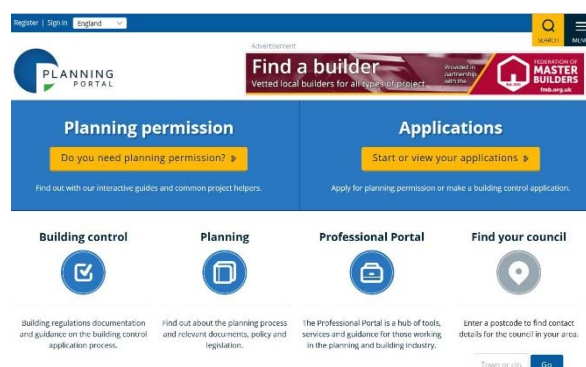 Register | Sign in England
SEARCH
MENU
Advertisement
PLANNING
PORTAL
Find a builder
Vetted local builders for all types of project
Provided in
partnership
with the
FEDERATION OF
MASTER
BUILDERS
fmb.org.uk
Planning permission
Do you need planning permission?
Find out with our interactive guides and common project helpers.
Applications
Start or view your applications
Apply for planning permission or make a building control application.
Building control
Building regulations documentation
and guidance on the building control
application process.
Planning
Find out about the planning process
and relevant documents, policy and
legislation.
Professional Portal
The Professional Portal is a hub of tools,
services and guidance for those working
in the planning and building industry.
Find your council
Enter a postcode to find contact
details for the council in your area.
Town or
Go